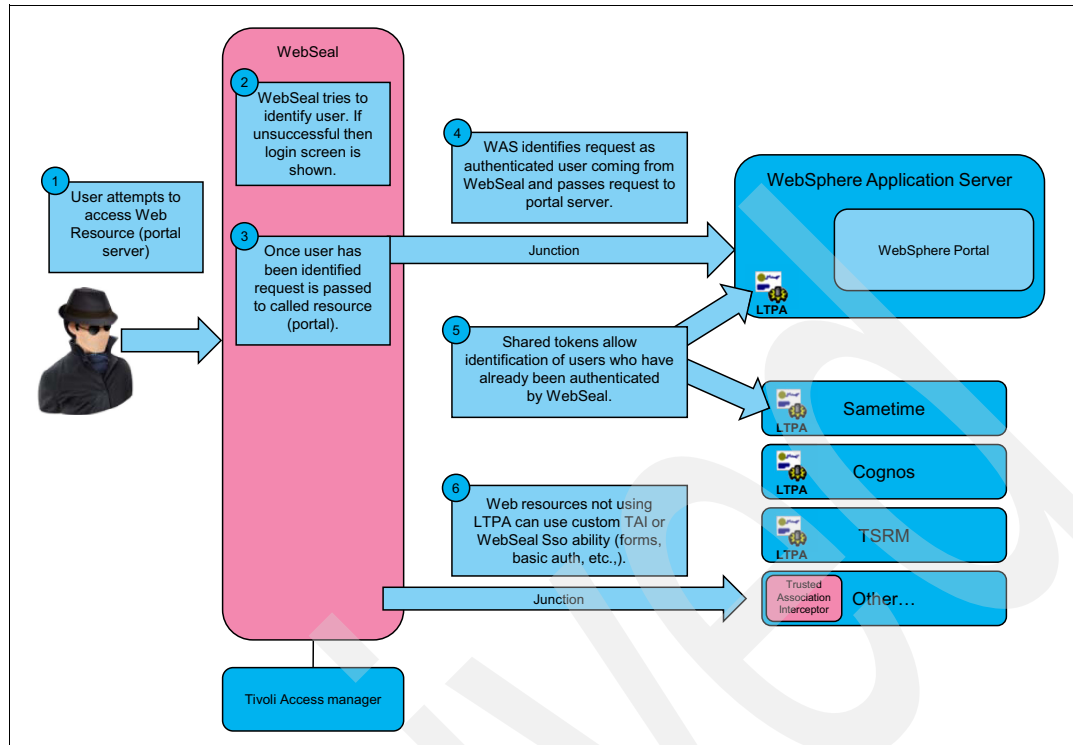 WebSeal
2
WebSeal tries to
identify user. If
unsuccessful then
login screen is
shown.
4
WAS identifies request as
authenticated user coming from
WebSeal and passes request to
portal server.
WebSphere Application Server
WebSphere Portal
LTPA
1
User attempts to
access Web
Resource (portal
server)
3
Once user has
been identified
request is passed
to called resource
(portal).
Junction
5
Shared tokens allow
identification of users who have
already been authenticated
by WebSeal.
LTPA
Sametime
LTPA
Cognos
LTPA
TSRM
6
Web resources not using
LTPA can use custom TAI or
WebSeal Sso ability (forms,
basic auth, etc.,).
Junction
Trusted
Association
Interceptor
Other…
Tivoli Access manager